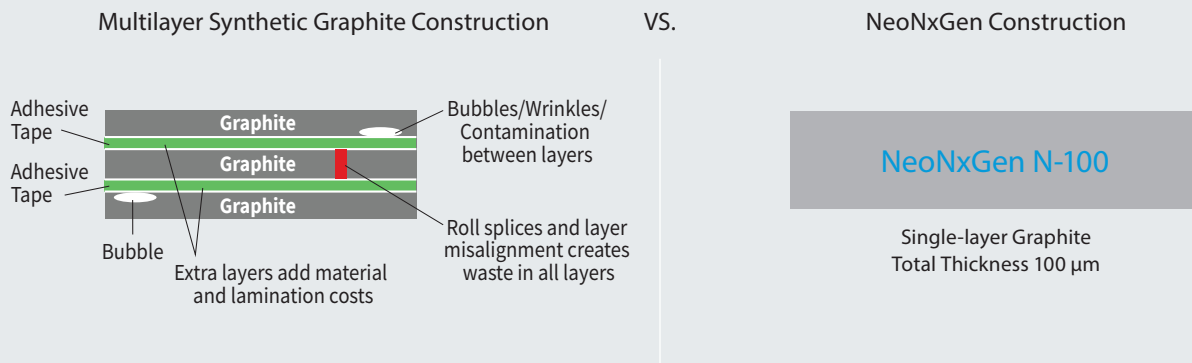 Multilayer Synthetic Graphite Construction
VS.
NeoNxGen Construction
Adhesive
Tape
Adhesive
Tape
Graphite
Graphite
Graphite
Bubbles/Wrinkles/
Contamination
between layers
Bubble
Extra layers add material
and lamination costs
Roll splices and layer
misalignment creates
waste in all layers
NeoNxGen N-100
Single-layer Graphite
Total Thickness 100 μm